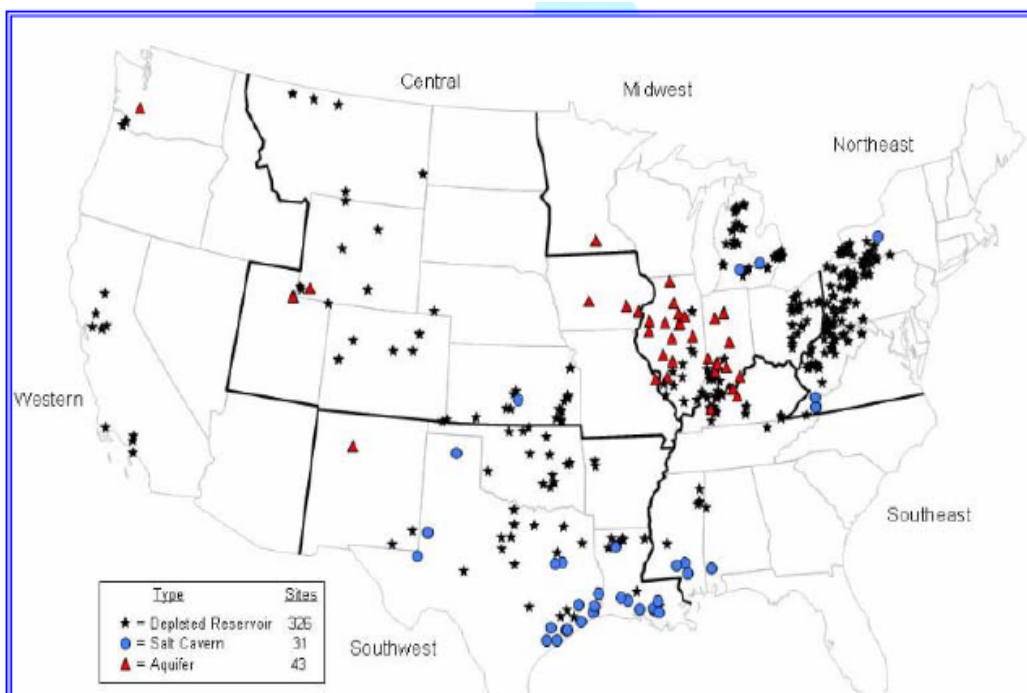 Central
Midwest
Northeast
Western
Southeast
Southwest
Type Sites
= Depleted Reservoir 326
= Salt Cavern 31
= Aquifer 43